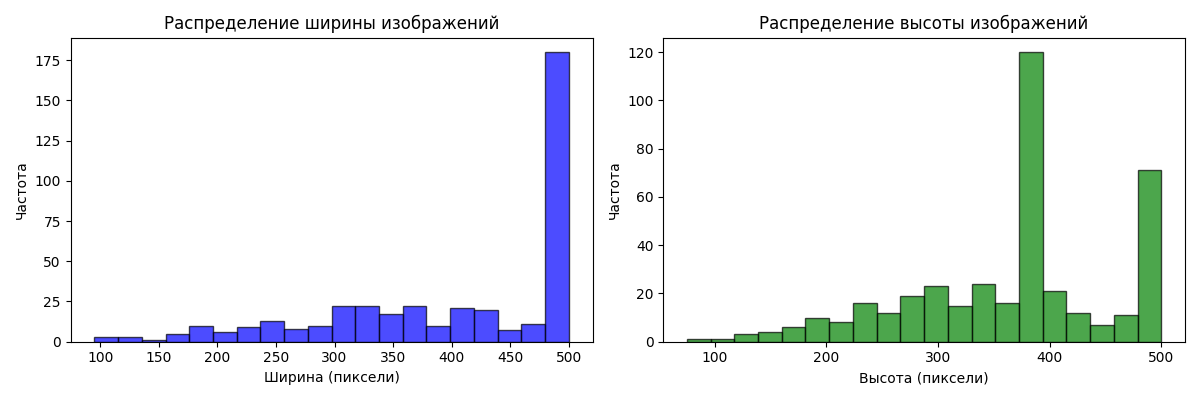 Распределение ширины изображений
Частота
175
150
125
100
75
50
25
0
100 150 200 250 300 350 400 450 500
Ширина (пиксели)
Распределение высоты изображений
Частота
120
100
80
60
40
20
0
100 200 300 400 500
Высота (пиксели)